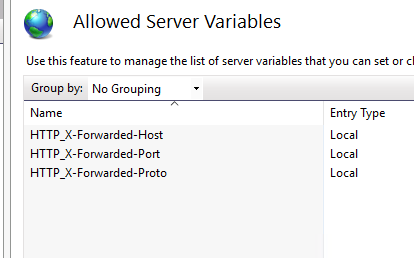 Allowed Server Variables
Use this feature to manage the list of server variables that you can set or
Group by: No Grouping
Name Entry Type
HTTP_X-Forwarded-Host Local
HTTP_X-Forwarded-Port Local
HTTP_X-Forwarded-Proto Local